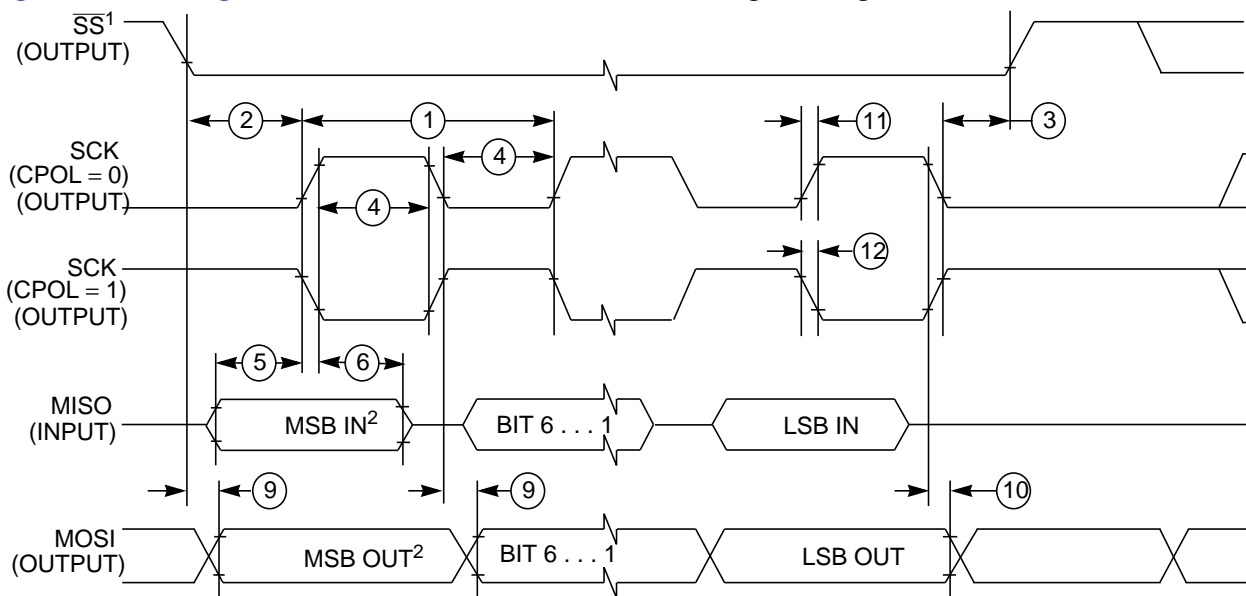 SS¹
(OUTPUT)
2
1
11
3
SCK
(CPOL = 0)
(OUTPUT)
4
4
12
SCK
(CPOL = 1)
(OUTPUT)
5
6
MISO
(INPUT)
MSB IN²
BIT 6 . . . 1
LSB IN
9
9
10
MOSI
(OUTPUT)
MSB OUT²
BIT 6 . . . 1
LSB OUT